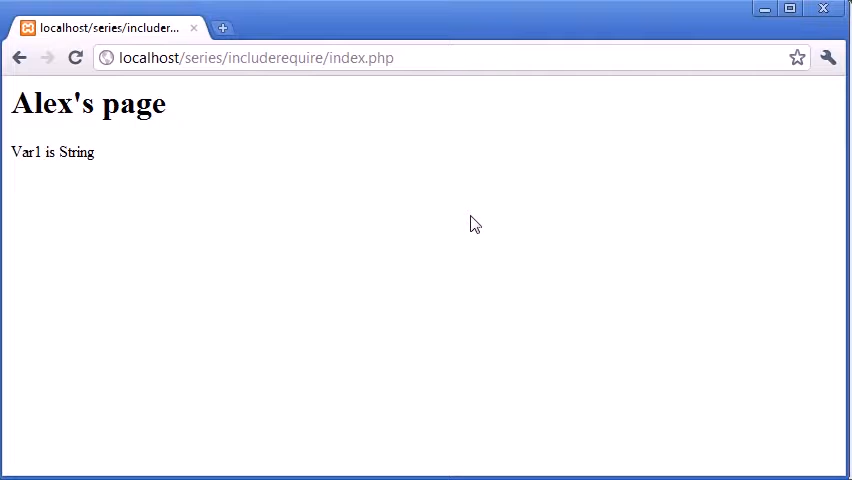 localhost/series/includer...
localhost/series/includerequire/index.php
Alex's page
Var1 is String